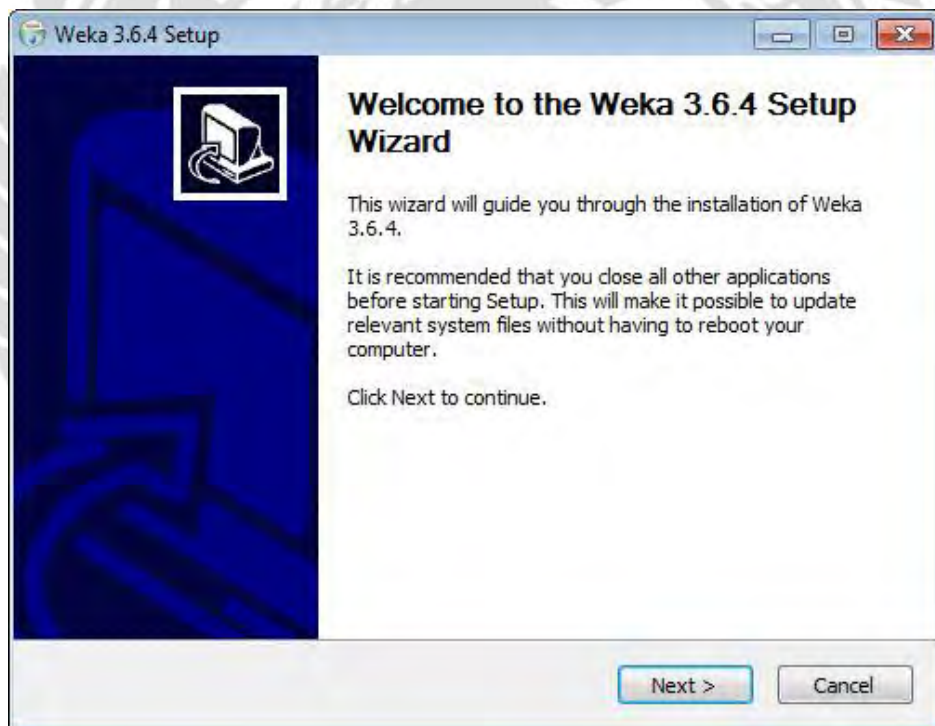 Weka 3.6.4 Setup
Welcome to the Weka 3.6.4 Setup
Wizard
This wizard will guide you through the installation of Weka
3.6.4.
It is recommended that you close all other applications
before starting Setup. This will make it possible to update
relevant system files without having to reboot your
computer.
Click Next to continue.
Next >
Cancel